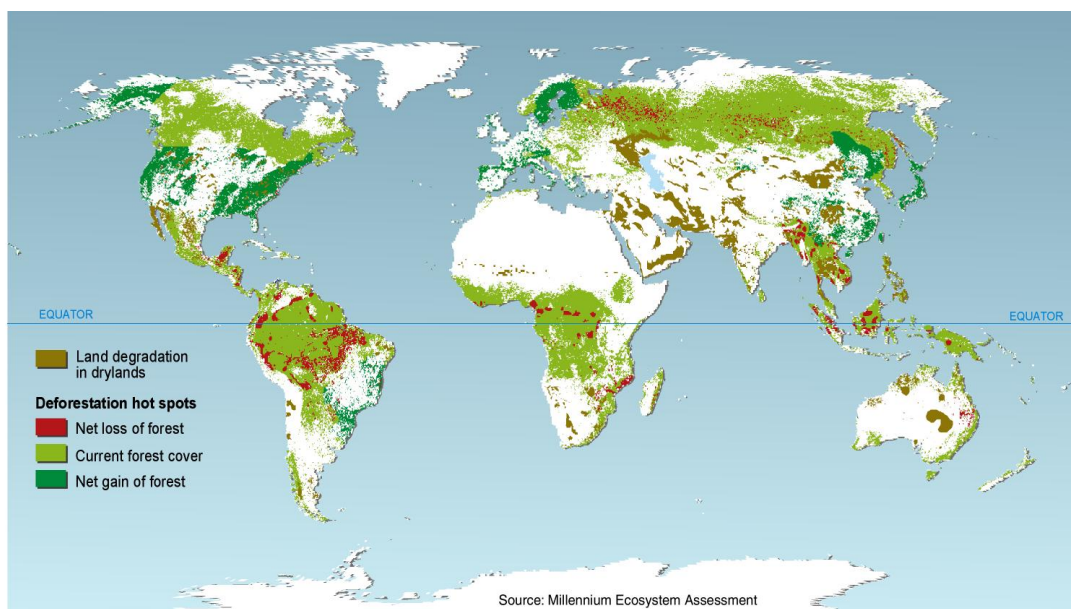 EQUATOR
EQUATOR
Land degradation
in drylands
Deforestation hot spots
Net loss of forest
Current forest cover
Net gain of forest
Source: Millennium Ecosystem Assessment